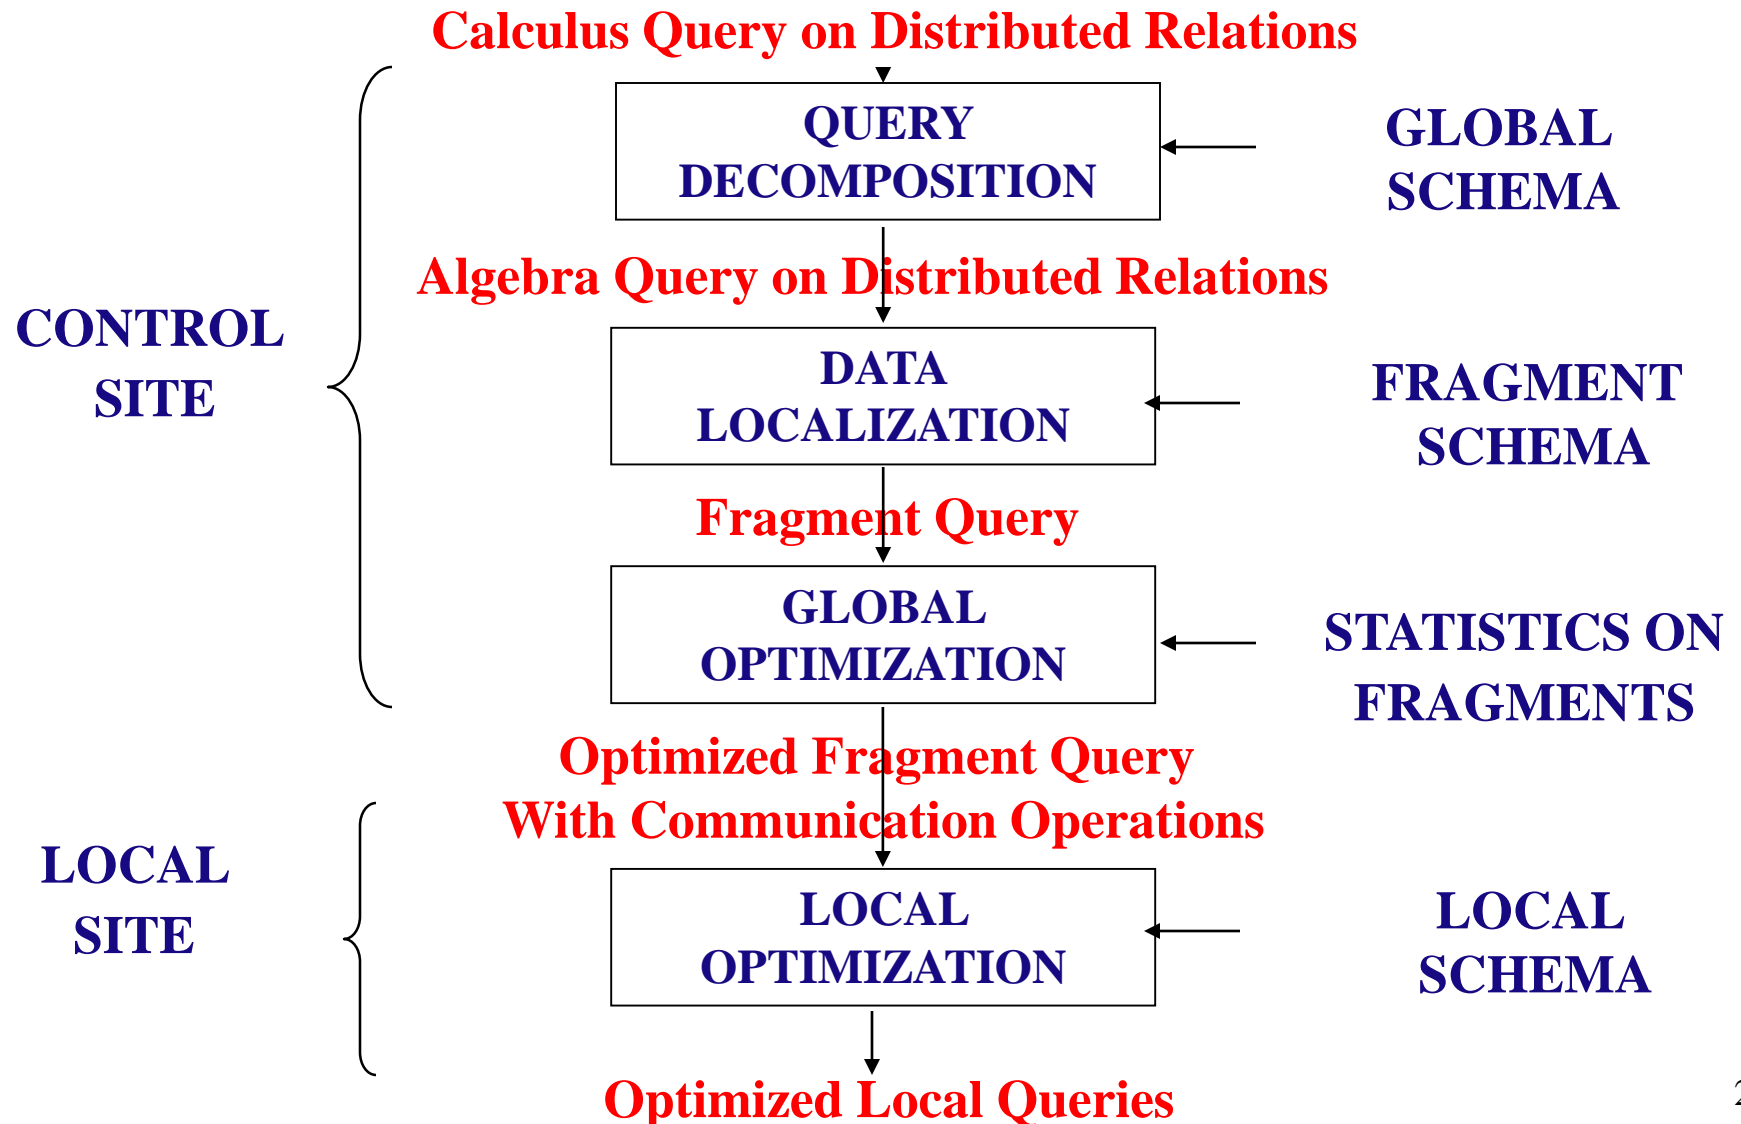 Calculus Query on Distributed Relations
QUERY
DECOMPOSITION
GLOBAL
SCHEMA
Algebra Query on Distributed Relations
CONTROL
SITE
DATA
LOCALIZATION
FRAGMENT
SCHEMA
Fragment Query
GLOBAL
OPTIMIZATION
STATISTICS ON
FRAGMENTS
Optimized Fragment Query
With Communication Operations
LOCAL
SITE
LOCAL
OPTIMIZATION
LOCAL
SCHEMA
Optimized Local Queries